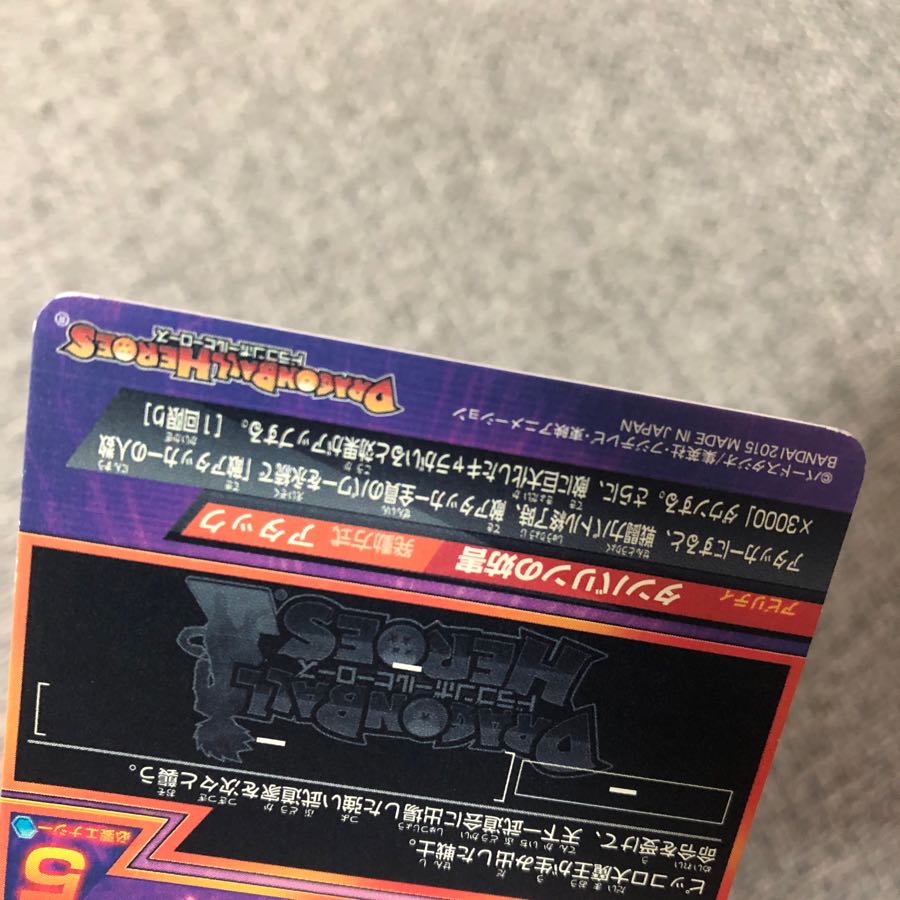 必要エナジー
5
ピッコロ大魔王が生み出した戦士。
命令を受けて、天下一武道会に出場した強い武道家を次々と襲う。
DRAGONBALL
ドラゴンボールヒーローズ
HEROES
アビリティ タンバリンの妨害 発動方式 アタック
アタッカーにすると、戦闘力バトル終了時、敵アタッカー全員のパワーを永続で「敵アタッカーの人数
×3000」ダウンする。さらに、敵に巨大化したキャラがいると効果がアップする。[1回限り]
©バードスタジオ/集英社・フジテレビ・東映アニメーション
BANDAI 2015 MADE IN JAPAN
DRAGONBALL HEROES®
ドラゴンボールヒーローズ